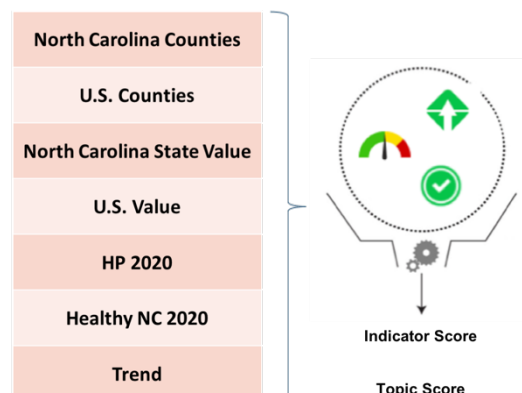 North Carolina Counties
U.S. Counties
North Carolina State Value
U.S. Value
HP 2020
Healthy NC 2020
Trend
Indicator Score
Topic Score